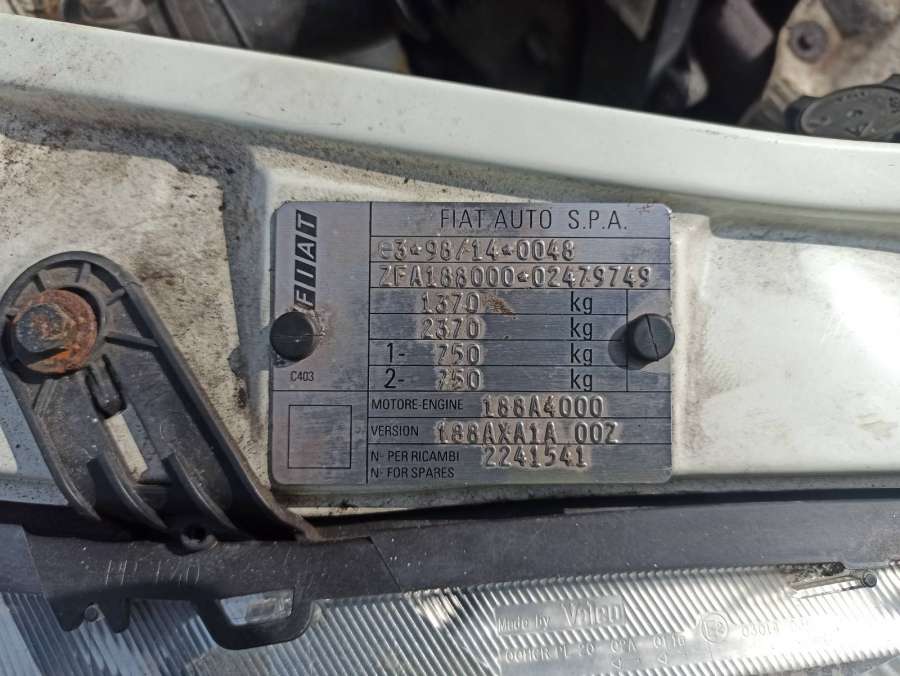 FIAT
FIAT AUTO S.P.A.
e3*98/14*0048
ZFA188000*02479749
1370 kg
2370 kg
1- 750 kg
2- 750 kg
C403
MOTORE-ENGINE 188A4000
VERSION 188AXA1A 00Z
N- PER RICAMBI 2241541
N- FOR SPARES
Made by Valeo